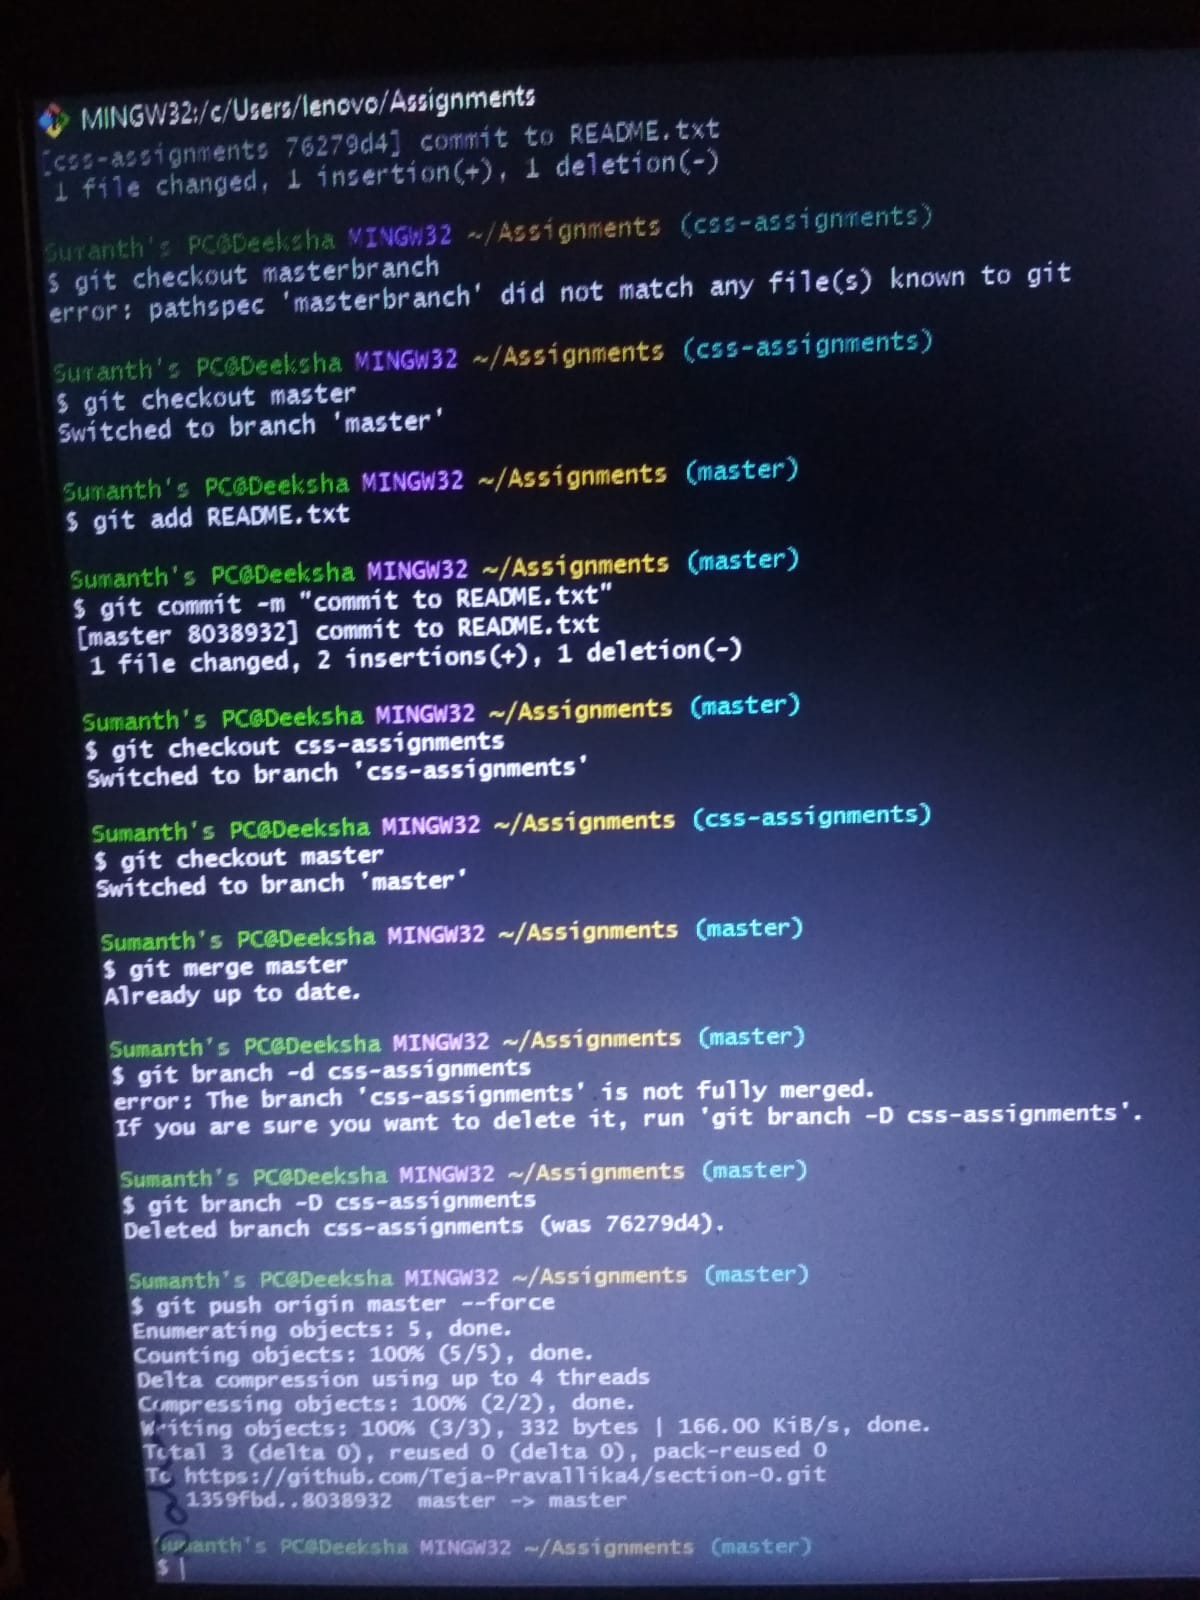 MINGW32:/c/Users/lenovo/Assignments
[css-assignments 76279d4] commit to README.txt
1 file changed, 1 insertion(+), 1 deletion(-)
Sumanth's PC@Deeksha MINGW32 ~/Assignments (css-assignments)
$ git checkout masterbranch
error: pathspec 'masterbranch' did not match any file(s) known to git
Sumanth's PC@Deeksha MINGW32 ~/Assignments (css-assignments)
$ git checkout master
Switched to branch 'master'
Sumanth's PC@Deeksha MINGW32 ~/Assignments (master)
$ git add README.txt
Sumanth's PC@Deeksha MINGW32 ~/Assignments (master)
$ git commit -m "commit to README.txt"
[master 8038932] commit to README.txt
1 file changed, 2 insertions(+), 1 deletion(-)
Sumanth's PC@Deeksha MINGW32 ~/Assignments (master)
$ git checkout css-assignments
Switched to branch 'css-assignments'
Sumanth's PC@Deeksha MINGW32 ~/Assignments (css-assignments)
$ git checkout master
Switched to branch 'master'
Sumanth's PC@Deeksha MINGW32 ~/Assignments (master)
$ git merge master
Already up to date.
Sumanth's PC@Deeksha MINGW32 ~/Assignments (master)
$ git branch -d css-assignments
error: The branch 'css-assignments' is not fully merged.
If you are sure you want to delete it, run 'git branch -D css-assignments'.
Sumanth's PC@Deeksha MINGW32 ~/Assignments (master)
$ git branch -D css-assignments
Deleted branch css-assignments (was 76279d4).
Sumanth's PC@Deeksha MINGW32 ~/Assignments (master)
$ git push origin master --force
Enumerating objects: 5, done.
Counting objects: 100% (5/5), done.
Delta compression using up to 4 threads
Compressing objects: 100% (2/2), done.
Writing objects: 100% (3/3), 332 bytes | 166.00 KiB/s, done.
Total 3 (delta 0), reused 0 (delta 0), pack-reused 0
To https://github.com/Teja-Pravallika4/section-0.git
1359fbd..8038932 master -> master
Sumanth's PC@Deeksha MINGW32 ~/Assignments (master)
$